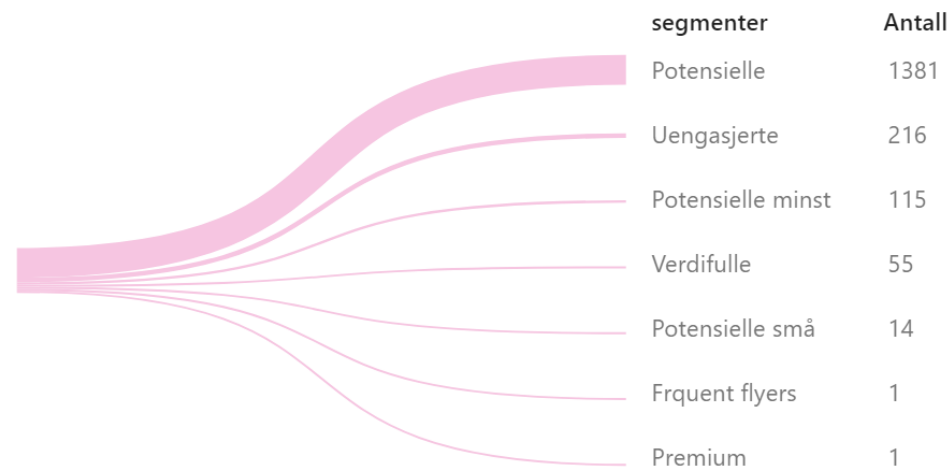 segmenter Antall
Potensielle 1381
Uengasjerte 216
Potensielle minst 115
Verdifulle 55
Potensielle små 14
Frquent flyers 1
Premium 1